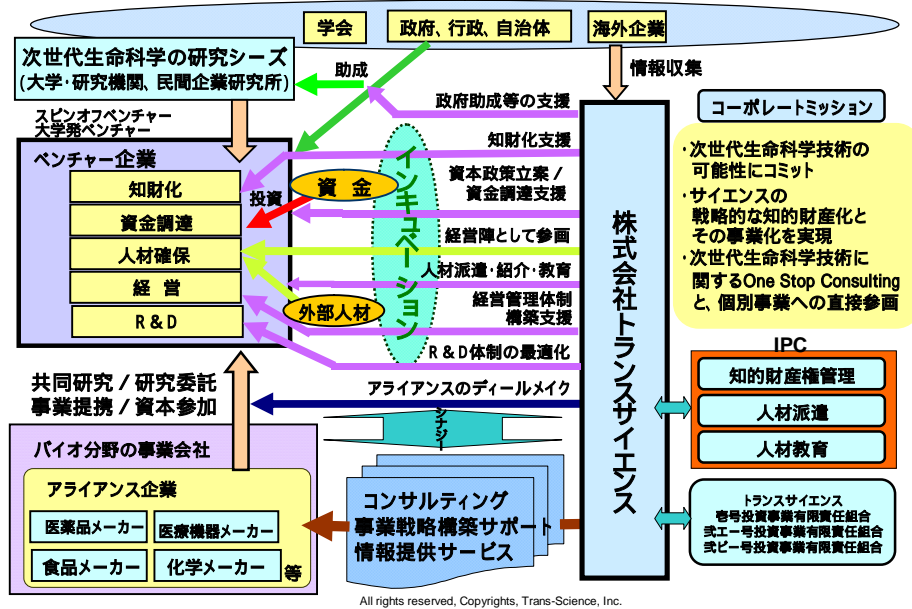 学会
政府、行政、自治体
海外企業
次世代生命科学の研究シーズ
(大学・研究機関、民間企業研究所)
助成
情報収集
スピンオフベンチャー
大学発ベンチャー
ベンチャー企業
知財化
資金調達
人材確保
経 営
R & D
投資
資 金
外部人材
インキュベーション
政府助成等の支援
知財化支援
資本政策立案 /
資金調達支援
経営陣として参画
人材派遣・紹介・教育
経営管理体制
構築支援
R & D体制の最適化
アライアンスのディールメイク
株式会社トランスサイエンス
コーポレートミッション
・次世代生命科学技術の
可能性にコミット
・サイエンスの
戦略的な知的財産化と
その事業化を実現
・次世代生命科学技術に
関するOne Stop Consulting
と、個別事業への直接参画
IPC
知的財産権管理
人材派遣
人材教育
トランスサイエンス
壱号投資事業有限責任組合
弐エー号投資事業有限責任組合
弐ビー号投資事業有限責任組合
共同研究 / 研究委託
事業提携 / 資本参加
バイオ分野の事業会社
アライアンス企業
医薬品メーカー
医療機器メーカー
食品メーカー
化学メーカー
等
シナジー
コンサルティング
事業戦略構築サポート
情報提供サービス
All rights reserved, Copyrights, Trans-Science, Inc.